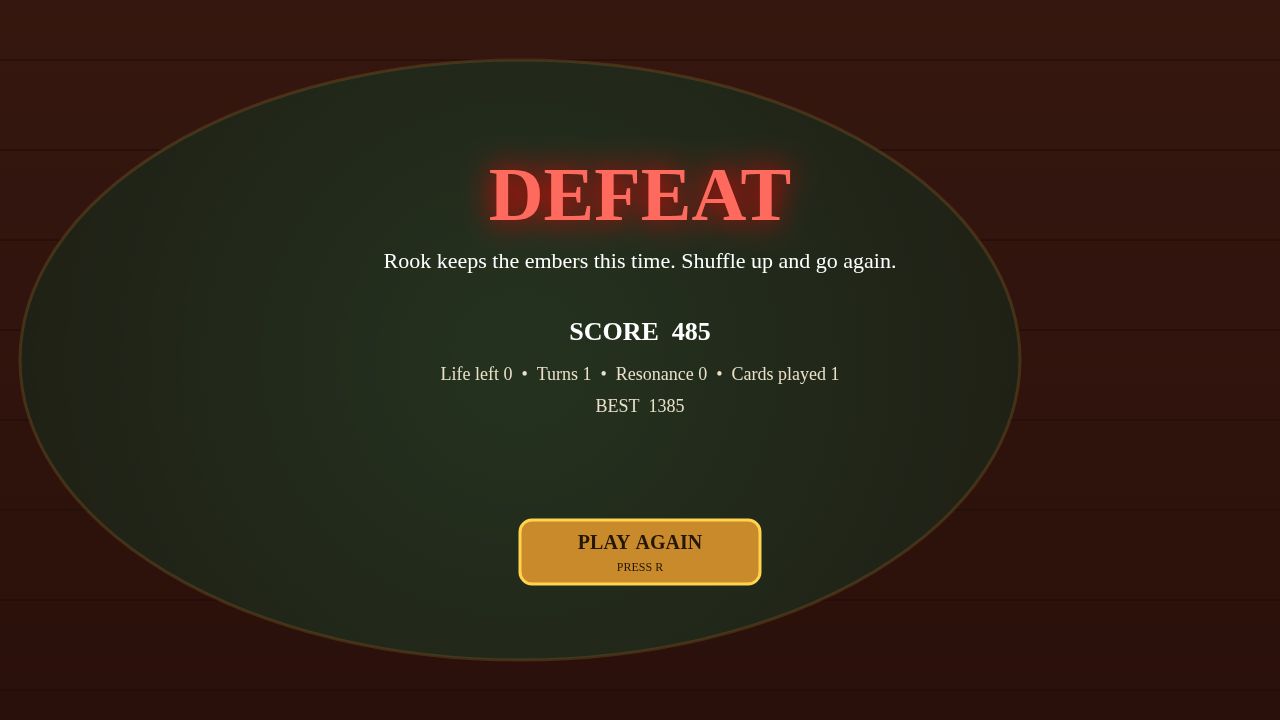 DEFEAT
Rook keeps the embers this time. Shuffle up and go again.
SCORE 485
Life left 0 • Turns 1 • Resonance 0 • Cards played 1
BEST 1385
PLAY AGAIN
PRESS R